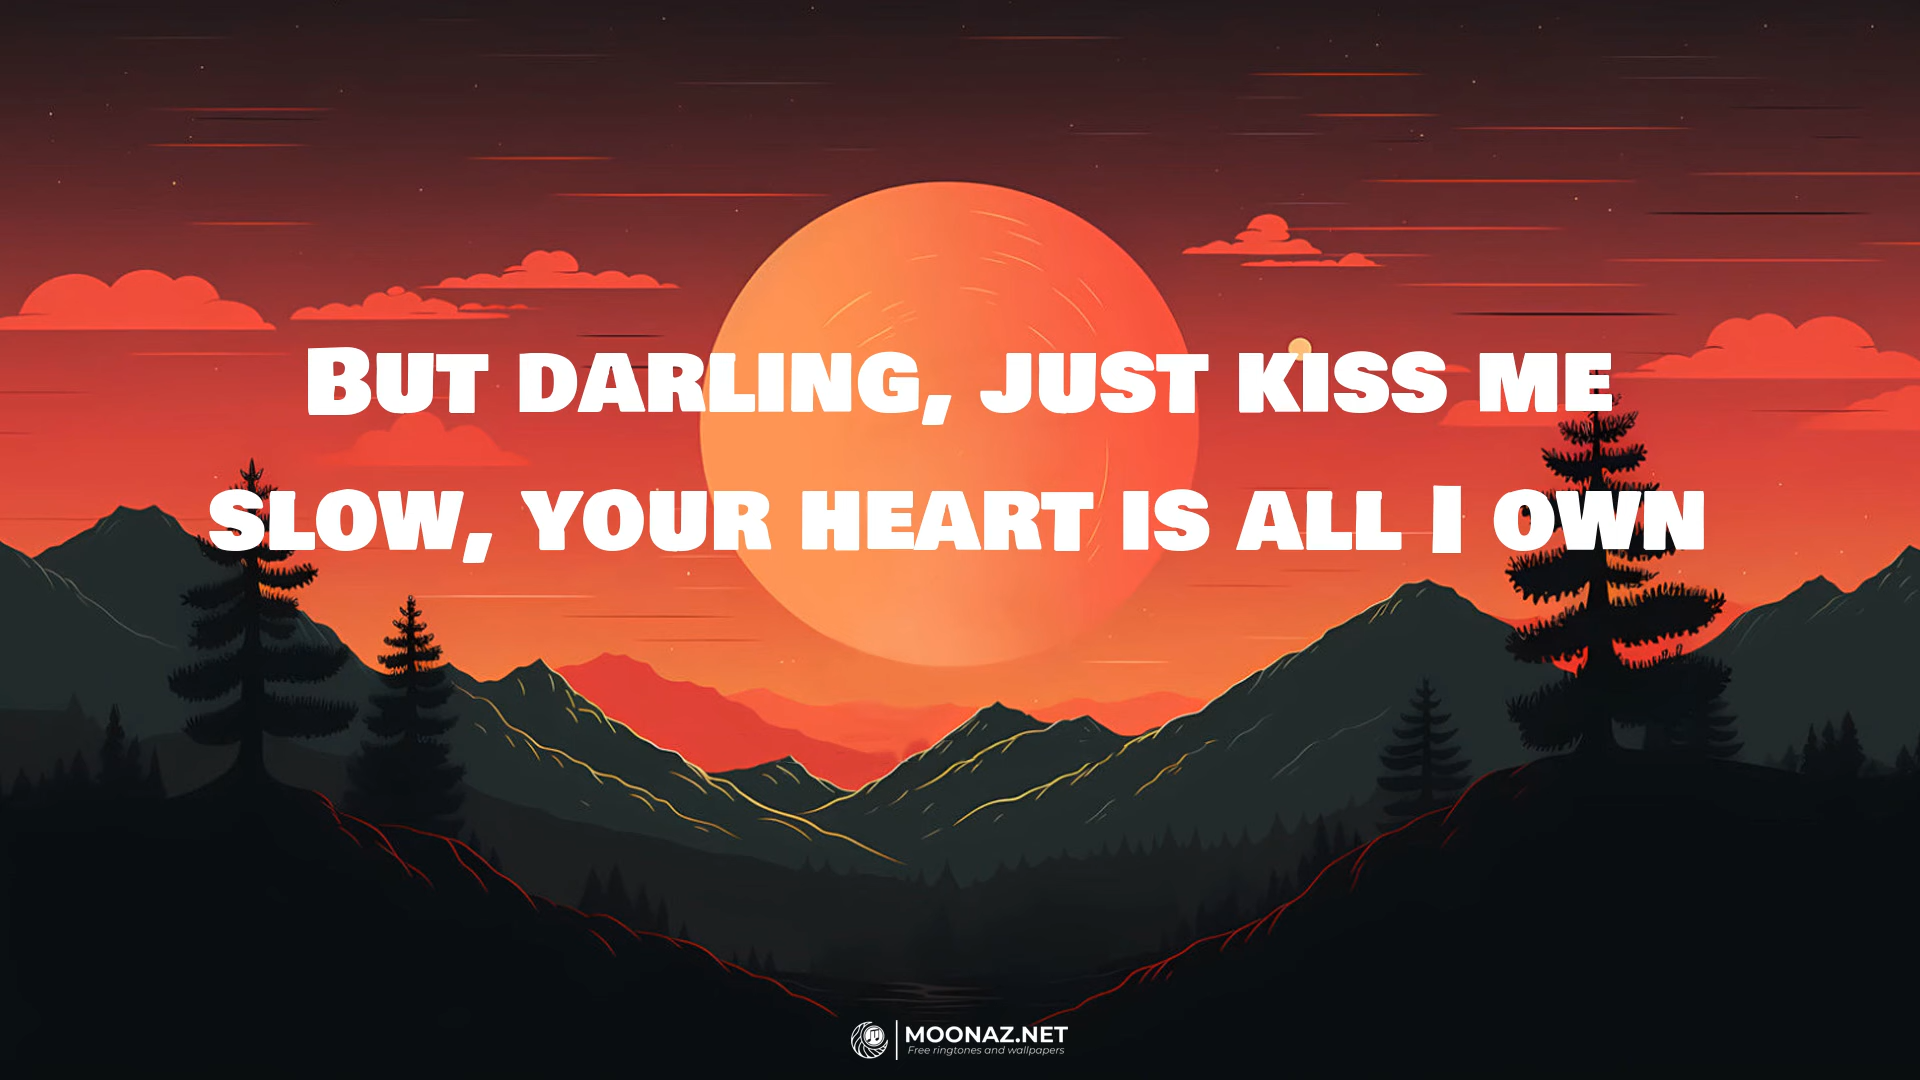 But darling, just kiss me
slow, your heart is all I own
MOONAZ.NET
Free ringtones and wallpapers